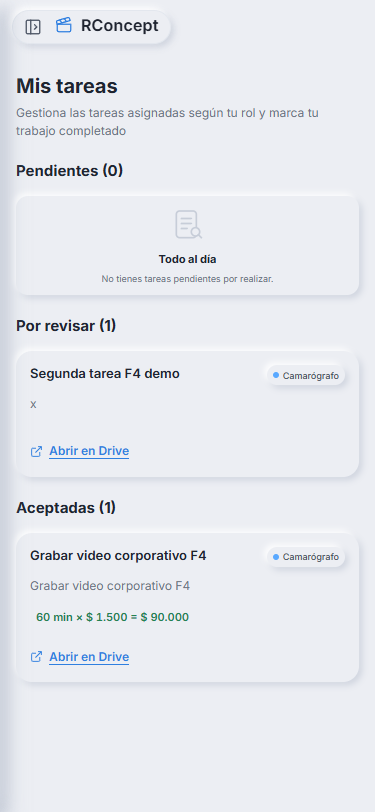 RConcept
Mis tareas
Gestiona las tareas asignadas según tu rol y marca tu
trabajo completado
Pendientes (0)
Todo al día
No tienes tareas pendientes por realizar.
Por revisar (1)
Segunda tarea F4 demo
Camarógrafo
x
Abrir en Drive
Aceptadas (1)
Grabar video corporativo F4
Camarógrafo
Grabar video corporativo F4
60 min × $ 1.500 = $ 90.000
Abrir en Drive